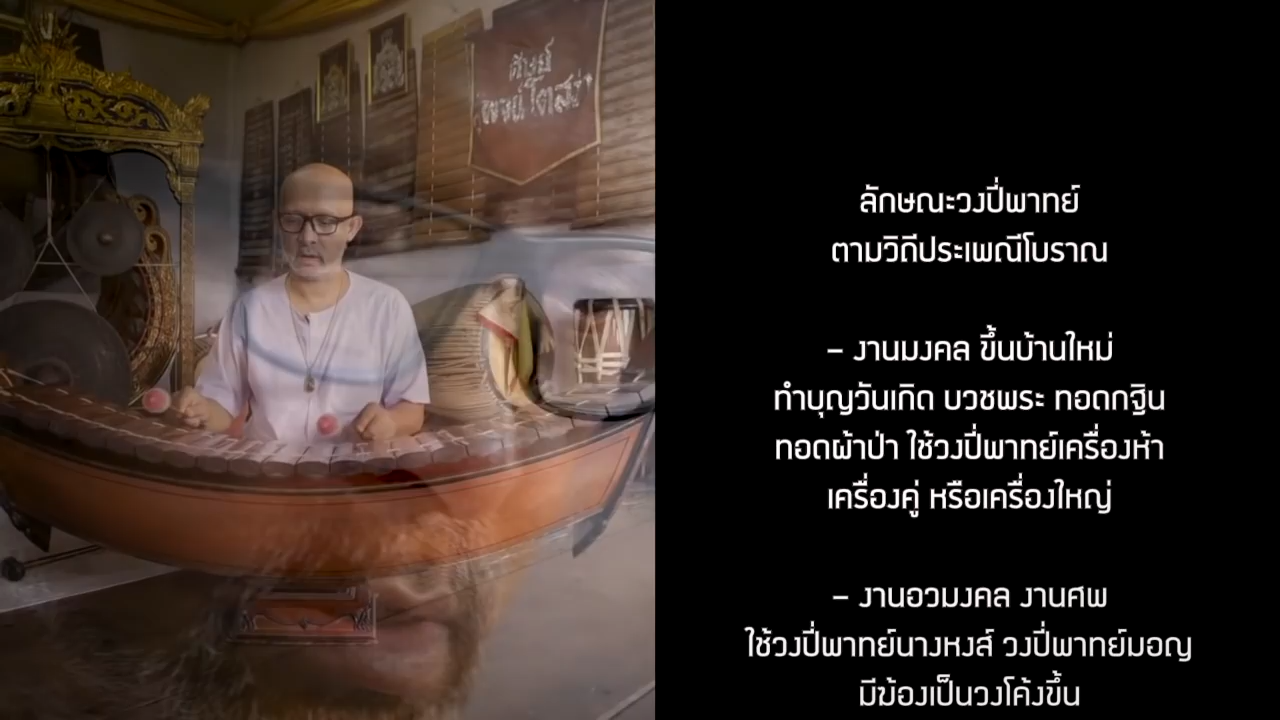 ศิษย์
ลักษณะวงปี่พาทย์
ตามวิถีประเพณีโบราณ
– งานมงคล ขึ้นบ้านใหม่
ทำบุญวันเกิด บวชพระ ทอดกฐิน
ทอดผ้าป่า ใช้วงปี่พาทย์เครื่องห้า
เครื่องคู่ หรือเครื่องใหญ่
– งานอวมงคล งานศพ
ใช้วงปี่พาทย์นางหงส์ วงปี่พาทย์มอญ
มีฆ้องเป็นวงโค้งขึ้น